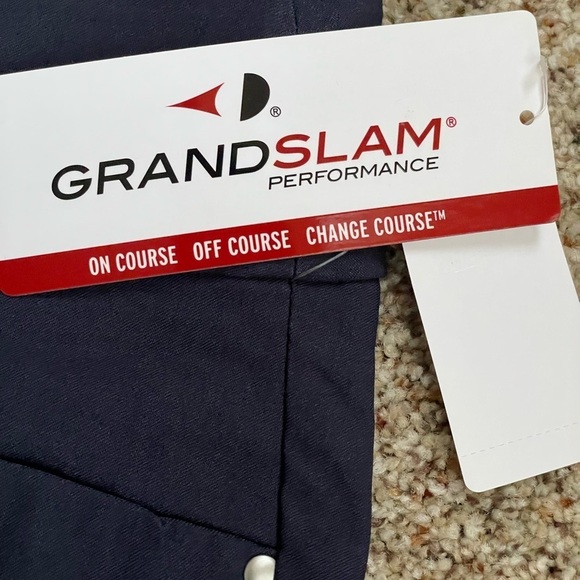 GRANDSLAM®
PERFORMANCE
ON COURSE OFF COURSE CHANGE COURSE™